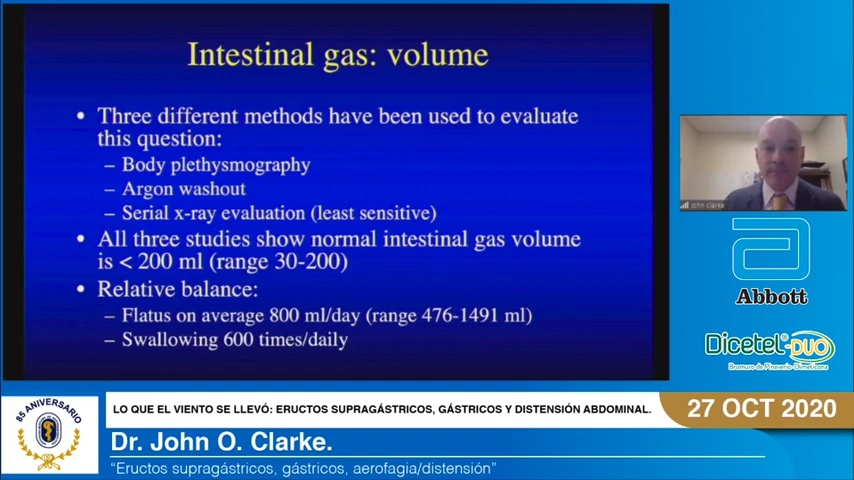 Intestinal gas: volume
• Three different methods have been used to evaluate
this question:
– Body plethysmography
– Argon washout
– Serial x-ray evaluation (least sensitive)
• All three studies show normal intestinal gas volume
is < 200 ml (range 30-200)
• Relative balance:
– Flatus on average 800 ml/day (range 476-1491 ml)
– Swallowing 600 times/daily
john clarke
Abbott
Dicetel®-DUO
Bromuro de Pinaverio-Dimeticona
85 ANIVERSARIO
LO QUE EL VIENTO SE LLEVÓ: ERUCTOS SUPRAGÁSTRICOS, GÁSTRICOS Y DISTENSIÓN ABDOMINAL.
27 OCT 2020
Dr. John O. Clarke.
“Eructos supragástricos, gástricos, aerofagia/distensión”